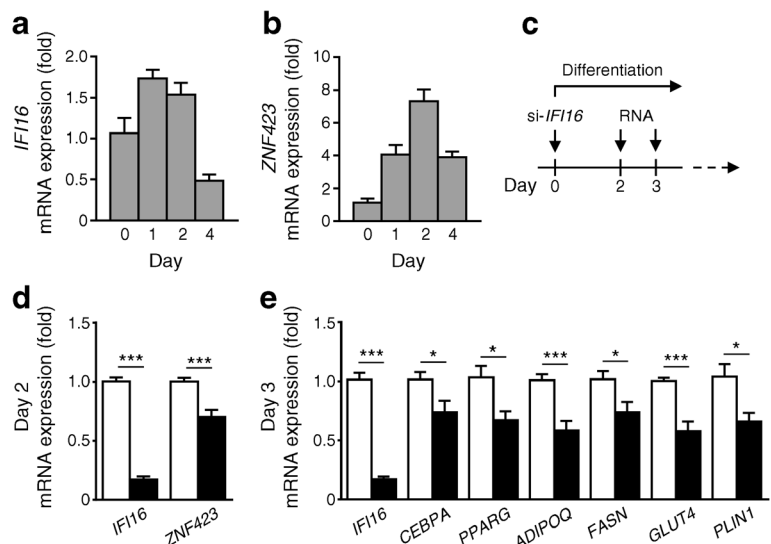 a
IFI16
mRNA expression (fold)
2.0
1.5
1.0
0.5
0
0 1 2 4
Day
b
ZNF423
mRNA expression (fold)
10
8
6
4
2
0
0 1 2 4
Day
c
Differentiation
si-IFI16 RNA
Day 0 2 3
d
Day 2
mRNA expression (fold)
1.5
1.0
0.5
0
*** ***
IFI16 ZNF423
e
Day 3
mRNA expression (fold)
1.5
1.0
0.5
0
*** * * *** * *** *
IFI16 CEBPA PPARG ADIPOQ FASN GLUT4 PLIN1